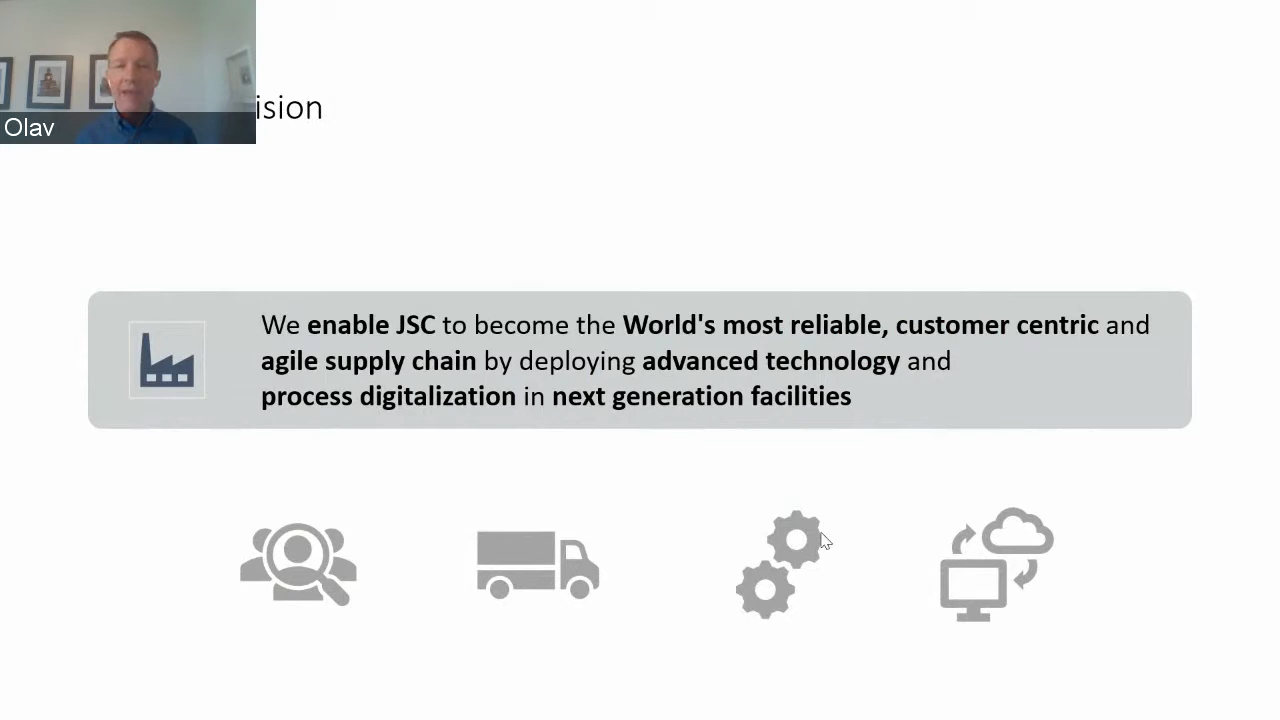 Olav
ision
We enable JSC to become the World's most reliable, customer centric and
agile supply chain by deploying advanced technology and
process digitalization in next generation facilities